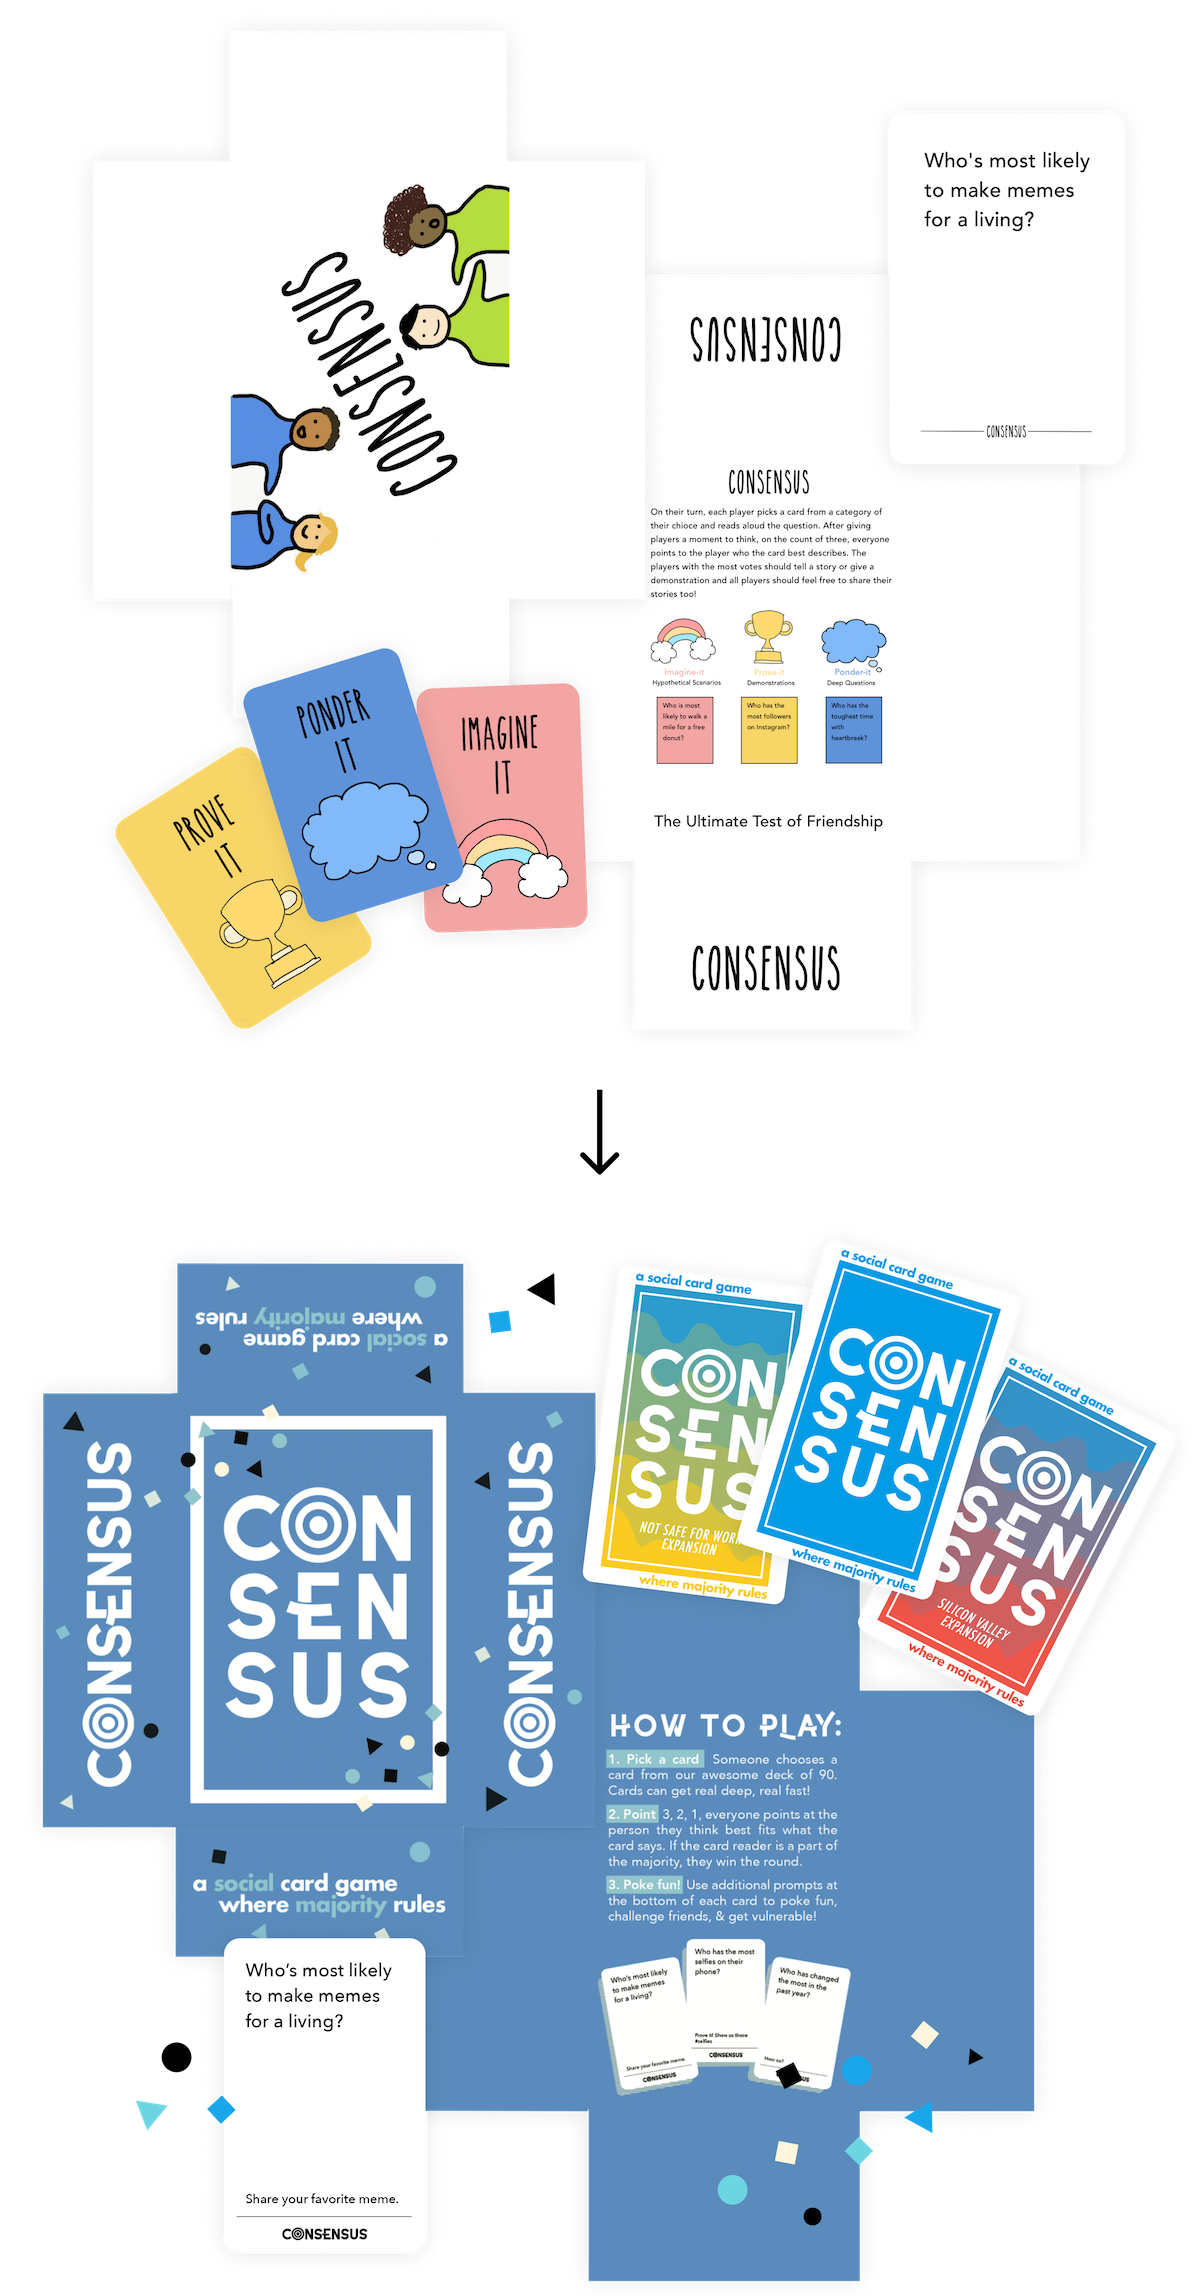 CONSENSUS
Who's most likely
to make memes
for a living?
CONSENSUS
CONSENSUS
CONSENSUS
On their turn, each player picks a card from a category of
their chioce and reads aloud the question. After giving
players a moment to think, on the count of three, everyone
points to the player who the card best describes. The
players with the most votes should tell a story or give a
demonstration and all players should feel free to share their
stories too!
Imagine-it
Hypothetical Scenarios
Prove-it
Demonstrations
Ponder-it
Deep Questions
Who is most
likely to walk a
mile for a free
donut?
Who has the
most followers
on Instagram?
Who has the
toughest time
with
heartbreak?
The Ultimate Test of Friendship
CONSENSUS
PROVE
IT
PONDER
IT
IMAGINE
IT
a social card game
where majority rules
CONSENSUS
CON
SEN
SUS
CONSENSUS
a social card game
where majority rules
a social card game
CON
SEN
SUS
NOT SAFE FOR WORK
EXPANSION
where majority rules
a social card game
CON
SEN
SUS
where majority rules
a social card game
CON
SEN
SUS
SILICON VALLEY
EXPANSION
where majority rules
HOW TO PLAY:
1. Pick a card Someone chooses a
card from our awesome deck of 90.
Cards can get real deep, real fast!
2. Point 3, 2, 1, everyone points at the
person they think best fits what the
card says. If the card reader is a part of
the majority, they win the round.
3. Poke fun! Use additional prompts at
the bottom of each card to poke fun,
challenge friends, & get vulnerable!
Who's most likely
to make memes
for a living?
Share your favorite meme.
CONSENSUS
Who has the most
selfies on their
phone?
Prove it! Show us those
#selfies
CONSENSUS
Who has changed
the most in the
past year?
How so?
SUS
Who's most likely
to make memes
for a living?
Share your favorite meme.
CONSENSUS